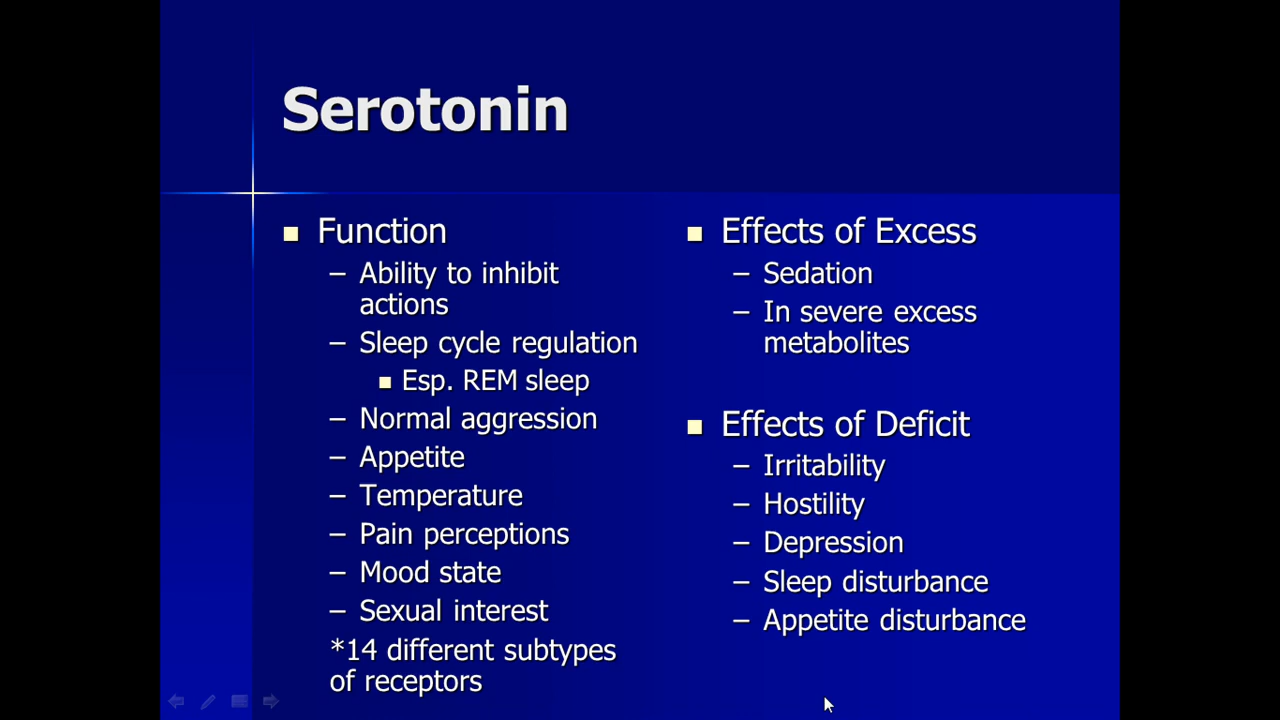 Serotonin
Function
– Ability to inhibit
actions
– Sleep cycle regulation
Esp. REM sleep
– Normal aggression
– Appetite
– Temperature
– Pain perceptions
– Mood state
– Sexual interest
*14 different subtypes
of receptors
Effects of Excess
– Sedation
– In severe excess
metabolites
Effects of Deficit
– Irritability
– Hostility
– Depression
– Sleep disturbance
– Appetite disturbance